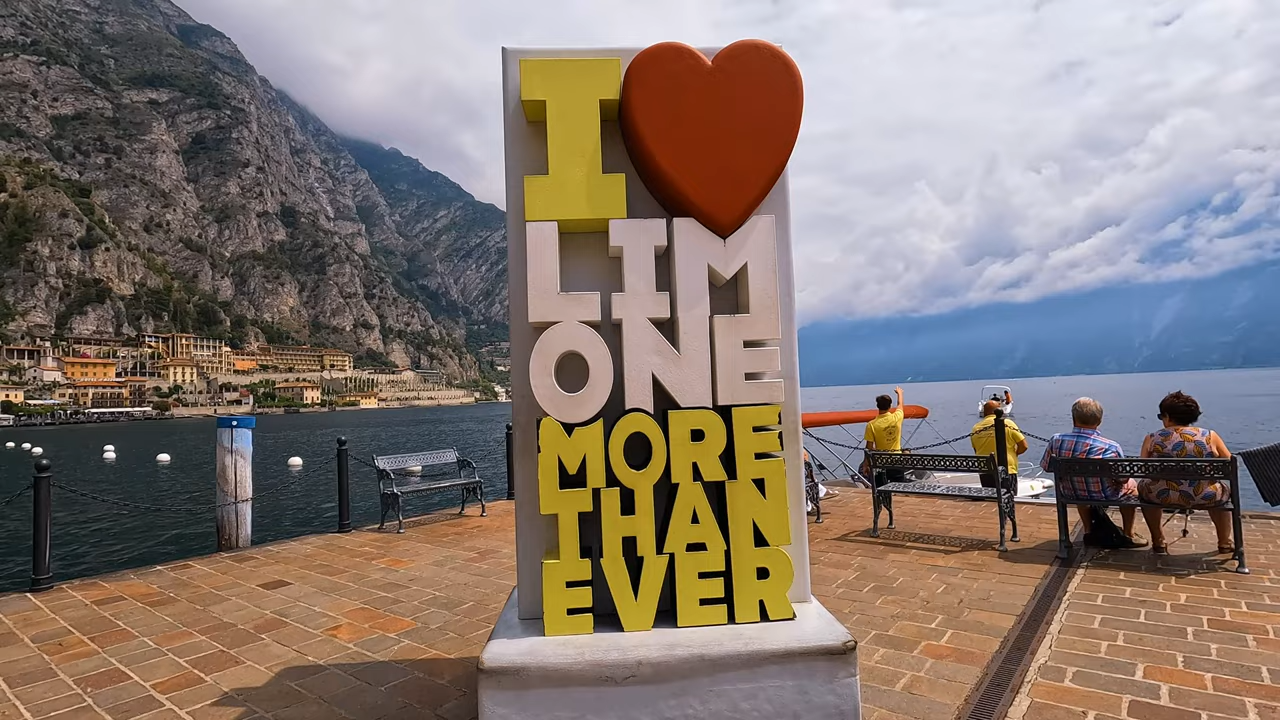 I ❤
LIM
ONE
MORE
THAN
EVER